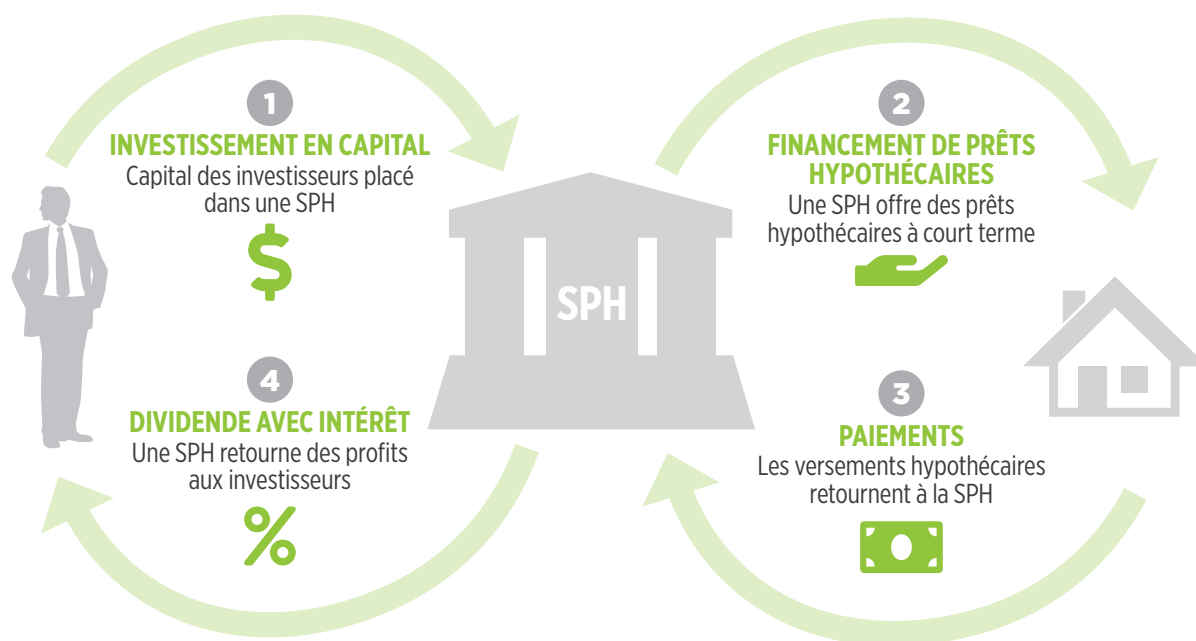 1
INVESTISSEMENT EN CAPITAL
Capital des investisseurs placé
dans une SPH
$
2
FINANCEMENT DE PRÊTS
HYPOTHÉCAIRES
Une SPH offre des prêts
hypothécaires à court terme
SPH
3
PAIEMENTS
Les versements hypothécaires
retournent à la SPH
4
DIVIDENDE AVEC INTÉRÊT
Une SPH retourne des profits
aux investisseurs
%